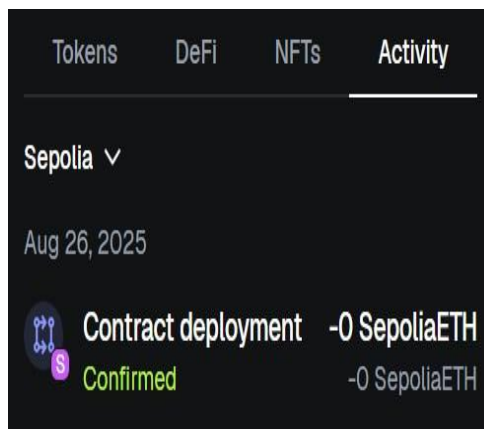 Tokens DeFi NFTs Activity
Sepolia
Aug 26, 2025
Contract deployment -0 SepoliaETH
S
Confirmed -0 SepoliaETH